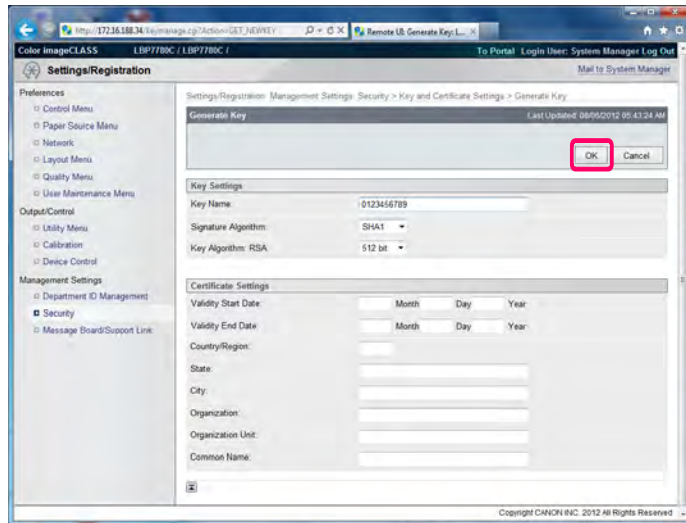 http://172.16.188.34/keymanage.cgi?Action=GET_NEWKEY
Remote UI: Generate Key: L...
Color imageCLASS LBP7780C / LBP7780C /
To Portal Login User: System Manager Log Out
Settings/Registration
Mail to System Manager
Preferences
Control Menu
Paper Source Menu
Network
Layout Menu
Quality Menu
User Maintenance Menu
Output/Control
Utility Menu
Calibration
Device Control
Management Settings
Department ID Management
Security
Message Board/Support Link
Settings/Registration: Management Settings: Security > Key and Certificate Settings > Generate Key
Generate Key
Last Updated: 08/06/2012 05:43:24 AM
OK Cancel
Key Settings
Key Name: 0123456789
Signature Algorithm: SHA1
Key Algorithm: RSA 512 bit
Certificate Settings
Validity Start Date: Month Day Year
Validity End Date: Month Day Year
Country/Region:
State:
City:
Organization:
Organization Unit:
Common Name:
Copyright CANON INC. 2012 All Rights Reserved